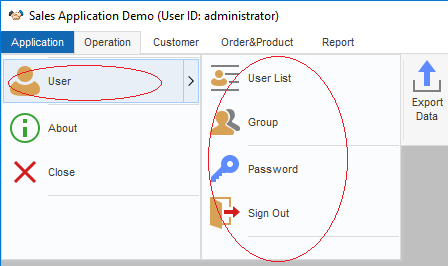 Sales Application Demo (User ID: administrator)
Application Operation Customer Order&Product Report
User
About
Close
User List
Group
Password
Sign Out
Export
Data